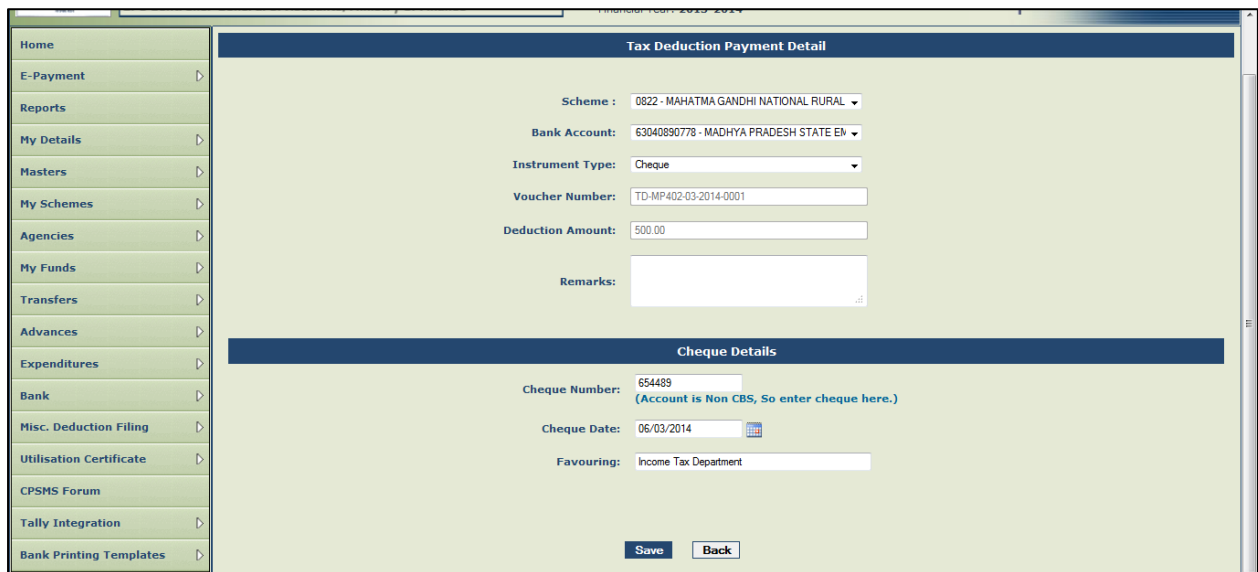 Financial Year: 2013-2014
Home
E-Payment
Reports
My Details
Masters
My Schemes
Agencies
My Funds
Transfers
Advances
Expenditures
Bank
Misc. Deduction Filing
Utilisation Certificate
CPSMS Forum
Tally Integration
Bank Printing Templates
Tax Deduction Payment Detail
Scheme : 0822 - MAHATMA GANDHI NATIONAL RURAL
Bank Account: 63040890778 - MADHYA PRADESH STATE EM
Instrument Type: Cheque
Voucher Number: TD-MP402-03-2014-0001
Deduction Amount: 500.00
Remarks:
Cheque Details
Cheque Number: 654489
(Account is Non CBS, So enter cheque here.)
Cheque Date: 06/03/2014
Favouring: Income Tax Department
Save Back